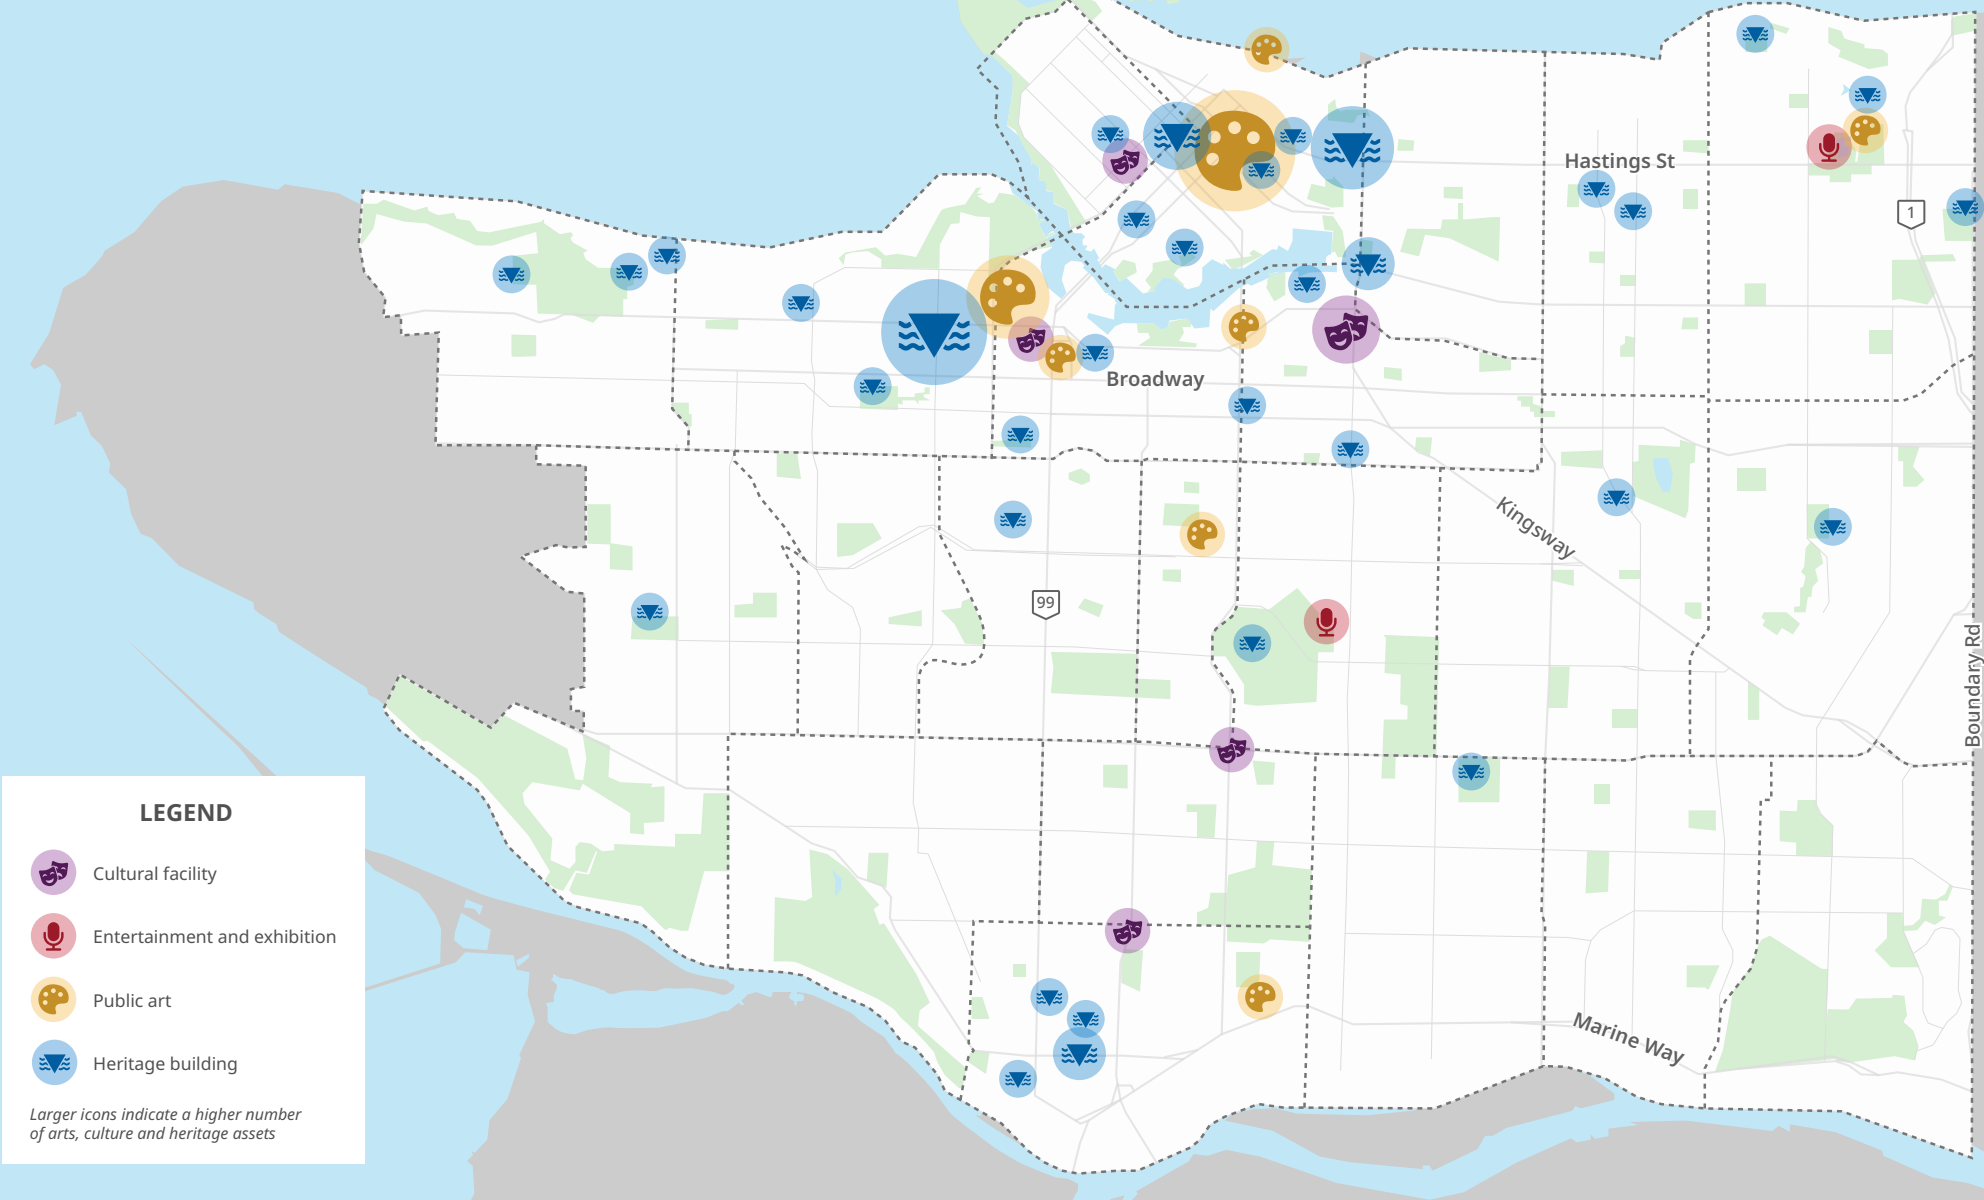 Hastings St
1
Broadway
Kingsway
99
Boundary Rd
Marine Way
LEGEND
Cultural facility
Entertainment and exhibition
Public art
Heritage building
Larger icons indicate a higher number
of arts, culture and heritage assets